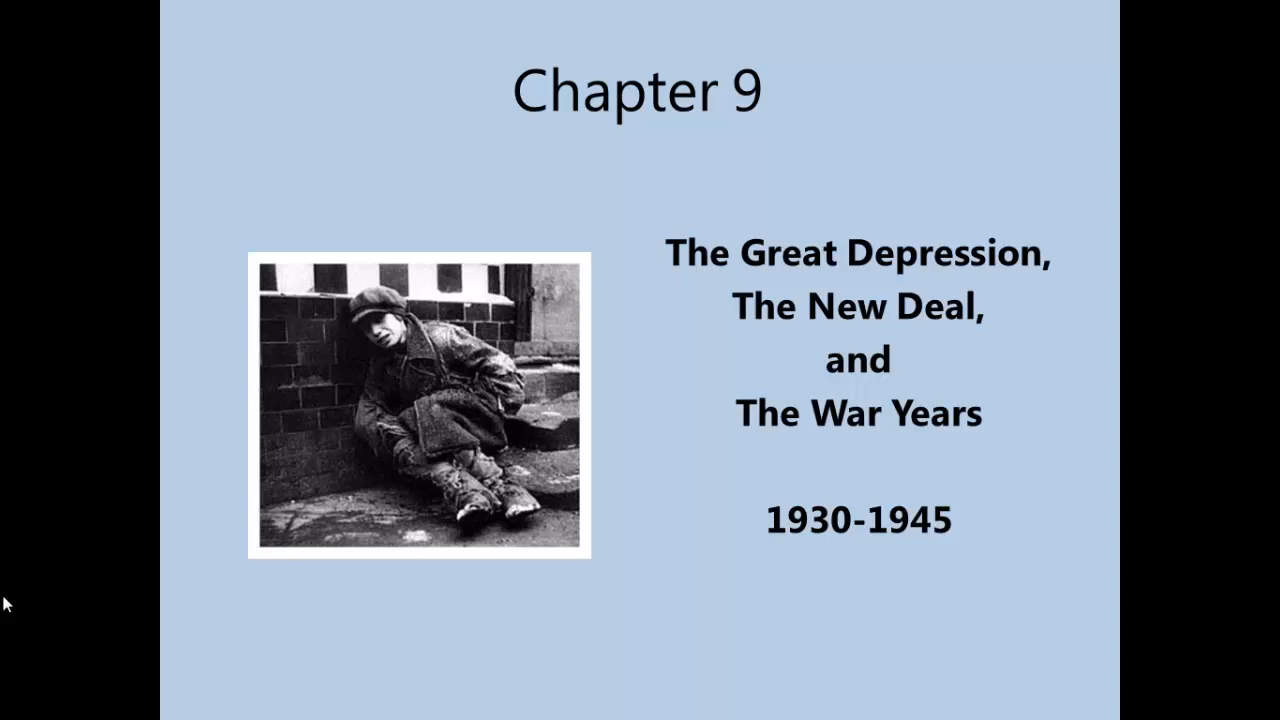 Chapter 9
The Great Depression,
The New Deal,
and
The War Years
1930-1945